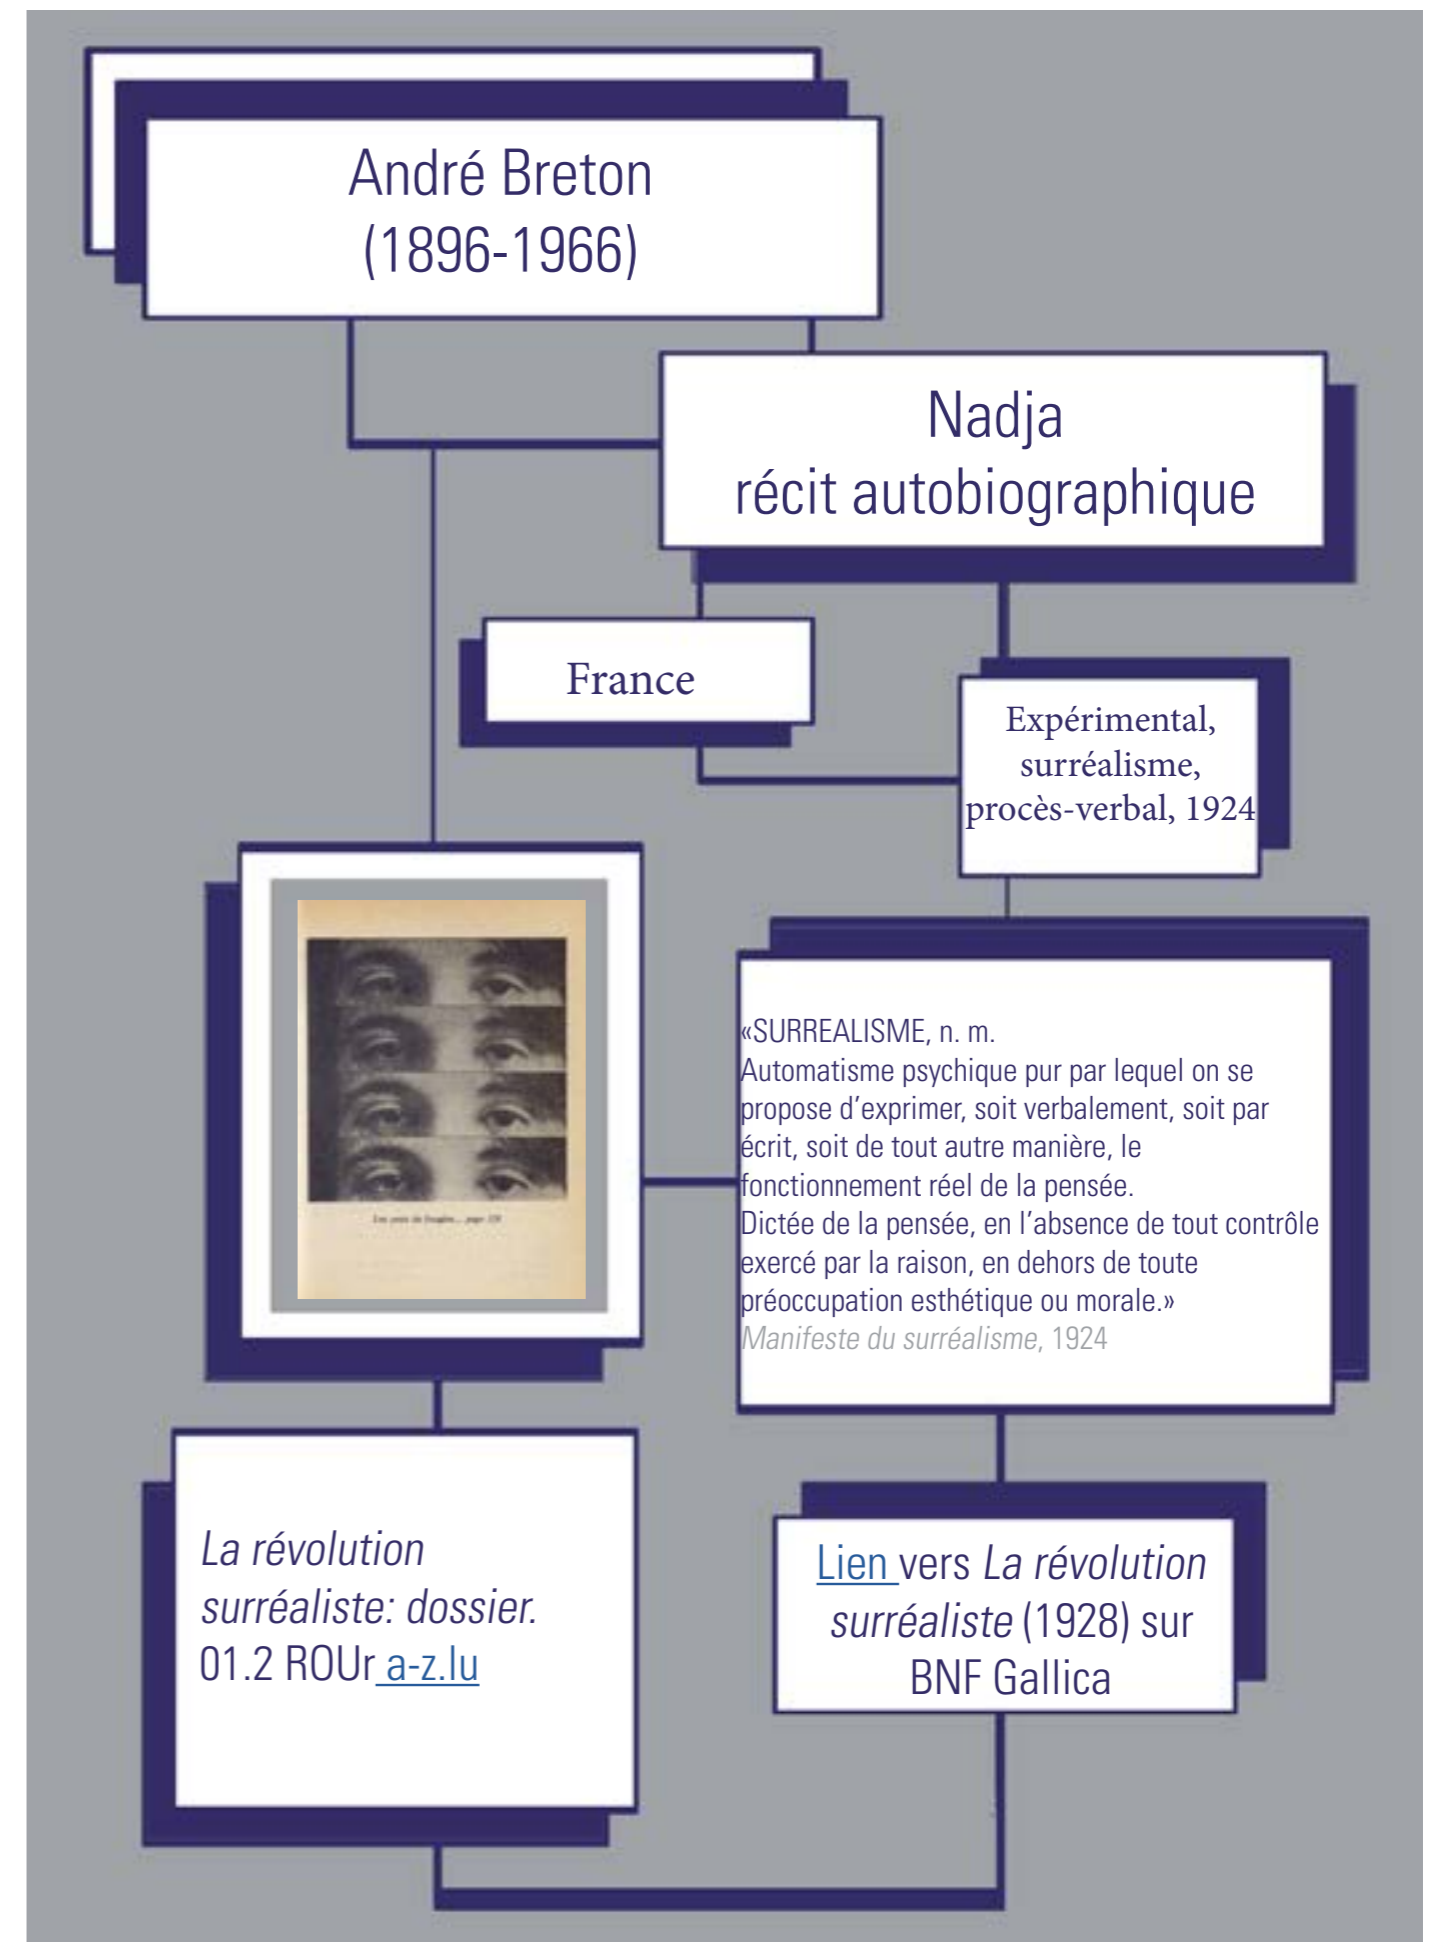 André Breton
(1896-1966)
Nadja
récit autobiographique
France
Expérimental,
surréalisme,
procès-verbal, 1924
«SURREALISME, n. m.
Automatisme psychique pur par lequel on se
propose d'exprimer, soit verbalement, soit par
écrit, soit de tout autre manière, le
fonctionnement réel de la pensée.
Dictée de la pensée, en l'absence de tout contrôle
exercé par la raison, en dehors de toute
préoccupation esthétique ou morale.»
Manifeste du surréalisme, 1924
La révolution
surréaliste: dossier.
01.2 ROUr a-z.lu
Lien vers La révolution
surréaliste (1928) sur
BNF Gallica